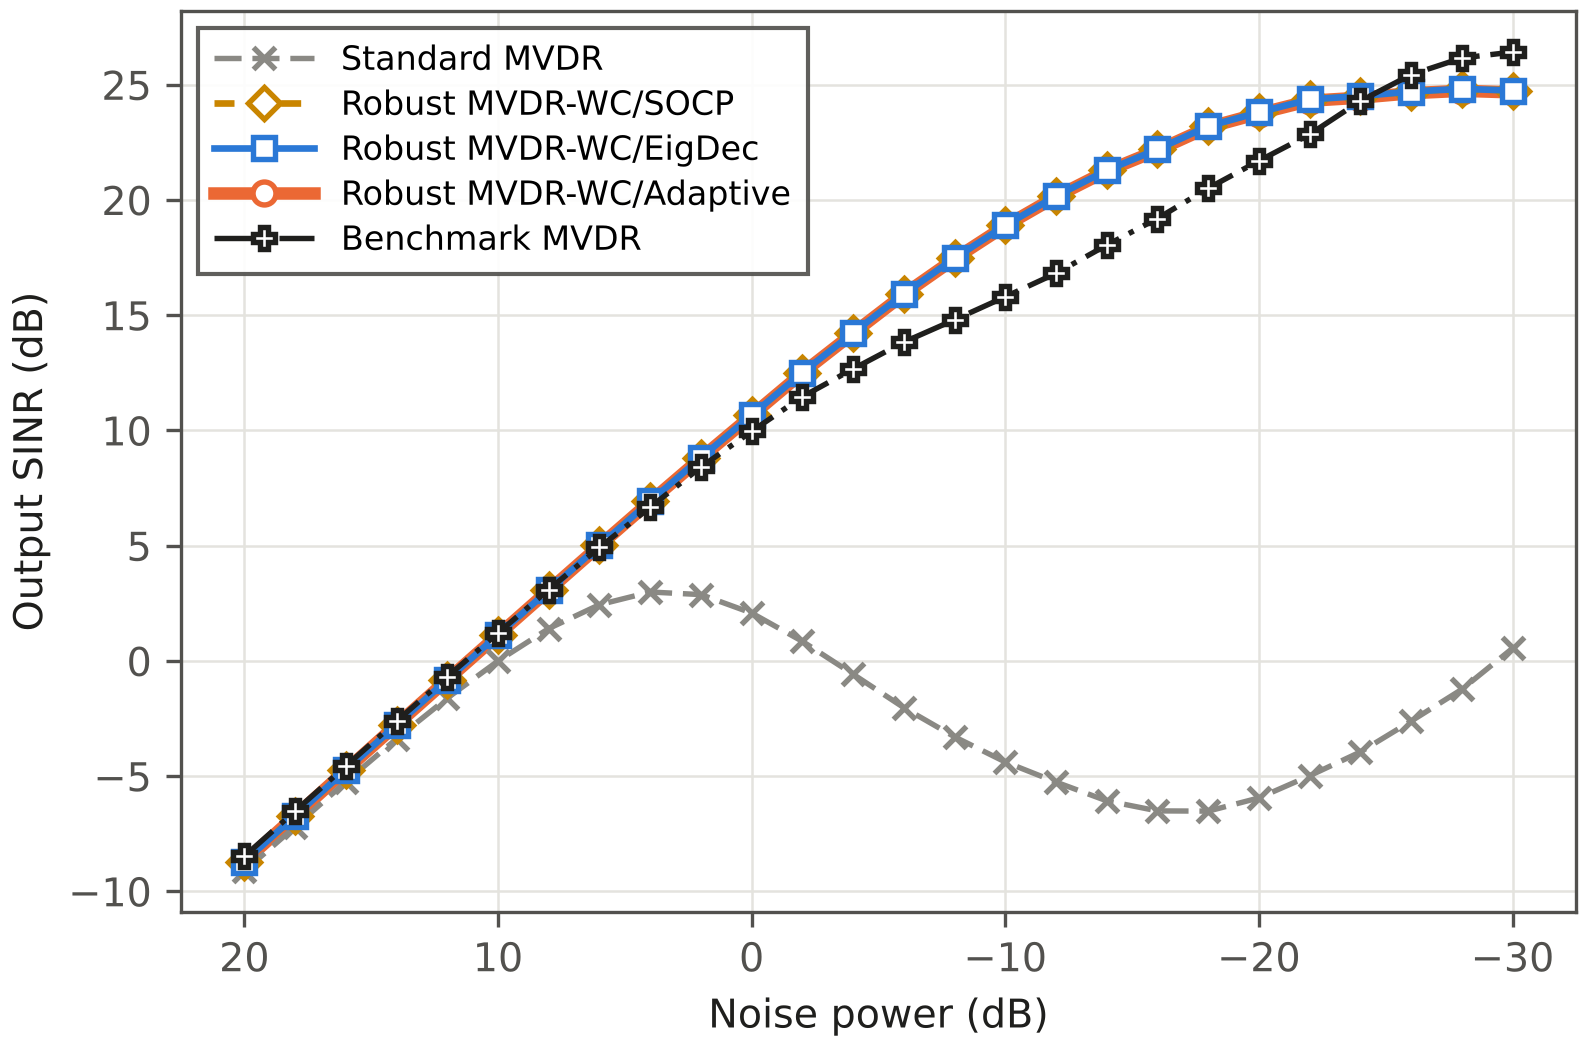 Standard MVDR
Robust MVDR-WC/SOCP
Robust MVDR-WC/EigDec
Robust MVDR-WC/Adaptive
Benchmark MVDR
Output SINR (dB)
25
20
15
10
5
0
−5
−10
20 10 0 −10 −20 −30
Noise power (dB)